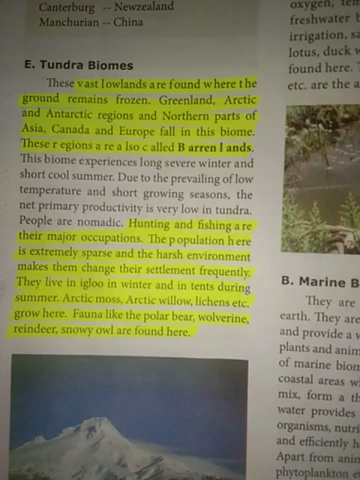 Canterburg -- Newzealand
Manchurian -- China
E. Tundra Biomes
These vast lowlands are found where the
ground remains frozen. Greenland, Arctic
and Antarctic regions and Northern parts of
Asia, Canada and Europe fall in this biome.
These regions are also called Barren lands.
This biome experiences long severe winter and
short cool summer. Due to the prevailing of low
temperature and short growing seasons, the
net primary productivity is very low in tundra.
People are nomadic. Hunting and fishing are
their major occupations. The population here
is extremely sparse and the harsh environment
makes them change their settlement frequently.
They live in igloo in winter and in tents during
summer. Arctic moss, Arctic willow, lichens etc.
grow here. Fauna like the polar bear, wolverine,
reindeer, snowy owl are found here.
oxygen,
freshwater
irrigation,
lotus, duck
found here.
etc. are the
B. Marine
They are
earth. They are
and provide a
plants and
of marine
coastal areas
mix, form a
water provides
organisms,
and efficiently
Apart from
phytoplankton